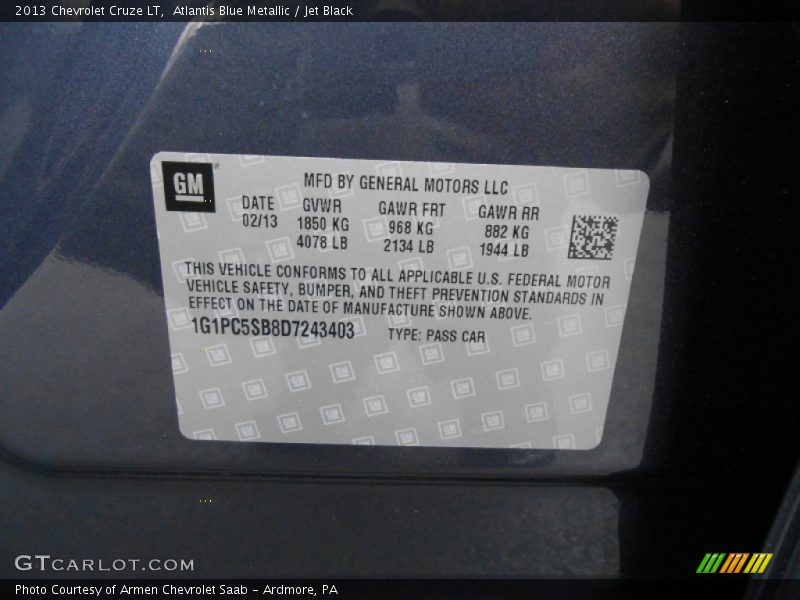 2013 Chevrolet Cruze LT, Atlantis Blue Metallic / Jet Black
GM
MFD BY GENERAL MOTORS LLC
DATE GVWR GAWR FRT GAWR RR
02/13 1850 KG 968 KG 882 KG
4078 LB 2134 LB 1944 LB
THIS VEHICLE CONFORMS TO ALL APPLICABLE U.S. FEDERAL MOTOR
VEHICLE SAFETY, BUMPER, AND THEFT PREVENTION STANDARDS IN
EFFECT ON THE DATE OF MANUFACTURE SHOWN ABOVE.
1G1PC5SB8D7243403 TYPE: PASS CAR
GTCARLOT.COM
Photo Courtesy of Armen Chevrolet Saab - Ardmore, PA